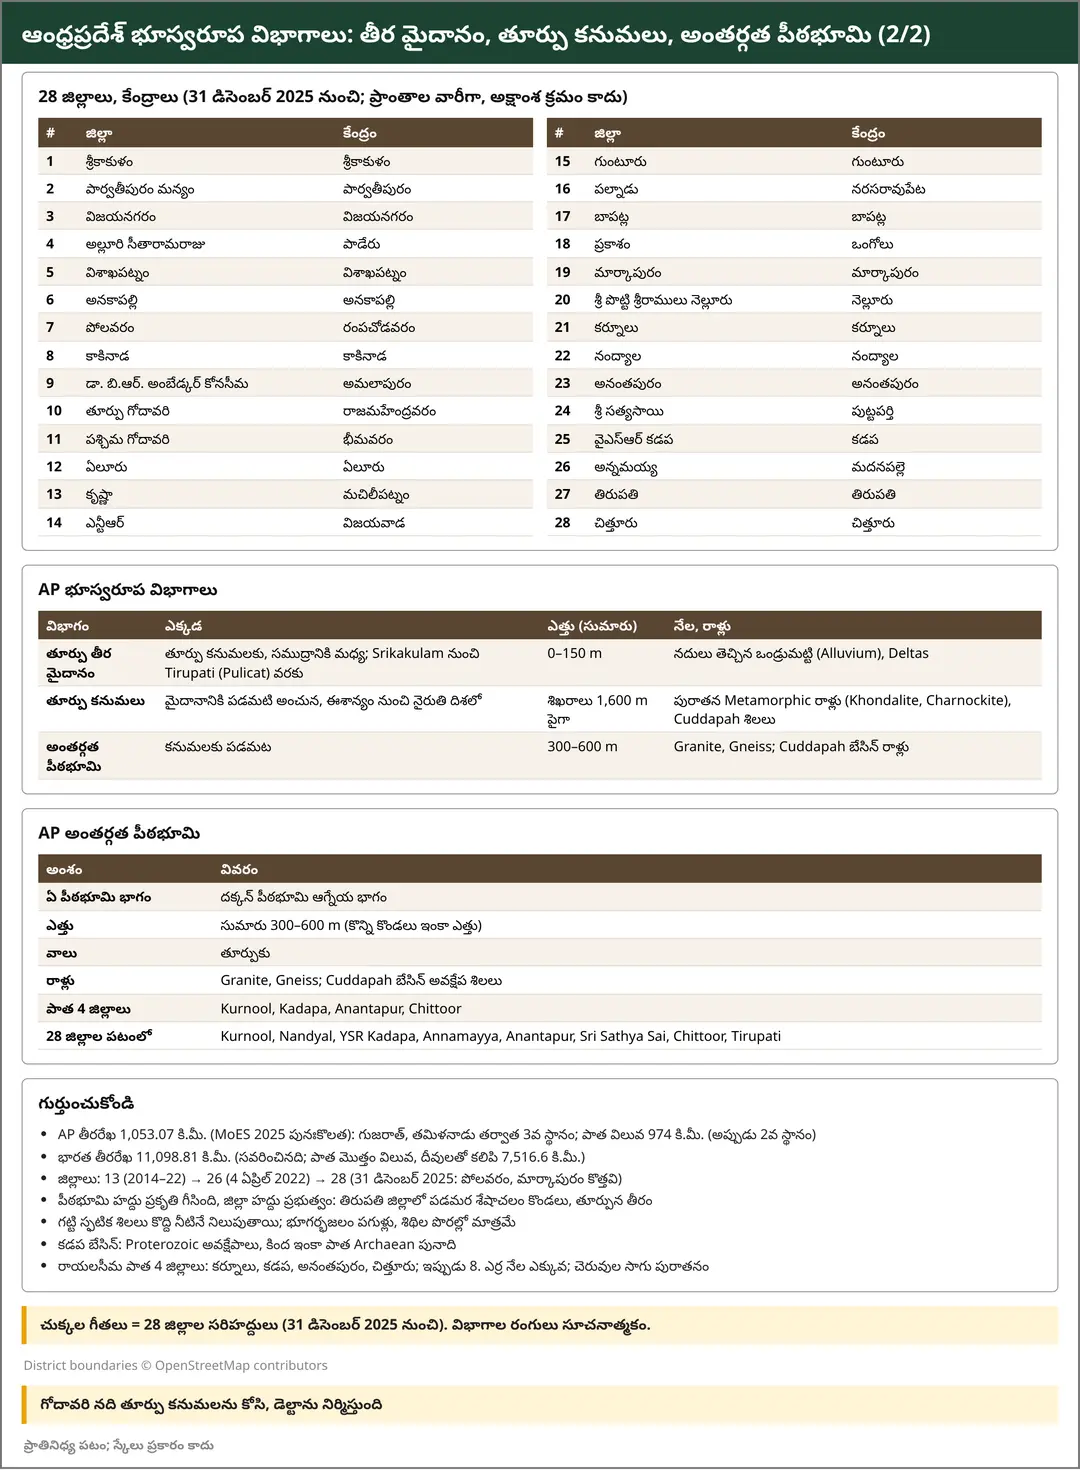 ఆంధ్రప్రదేశ్ భూస్వరూప విభాగాలు: తీర మైదానం, తూర్పు కనుమలు, అంతర్గత పీఠభూమి (2/2)
28 జిల్లాలు, కేంద్రాలు (31 డిసెంబర్ 2025 నుంచి; ప్రాంతాల వారీగా, అక్షాంశ క్రమం కాదు)
# జిల్లా కేంద్రం
1 శ్రీకాకుళం శ్రీకాకుళం
2 పార్వతీపురం మన్యం పార్వతీపురం
3 విజయనగరం విజయనగరం
4 అల్లూరి సీతారామరాజు పాడేరు
5 విశాఖపట్నం విశాఖపట్నం
6 అనకాపల్లి అనకాపల్లి
7 పోలవరం రంపచోడవరం
8 కాకినాడ కాకినాడ
9 డా. బి.ఆర్. అంబేడ్కర్ కోనసీమ అమలాపురం
10 తూర్పు గోదావరి రాజమహేంద్రవరం
11 పశ్చిమ గోదావరి భీమవరం
12 ఏలూరు ఏలూరు
13 కృష్ణా మచిలీపట్నం
14 ఎన్టీఆర్ విజయవాడ
# జిల్లా కేంద్రం
15 గుంటూరు గుంటూరు
16 పల్నాడు నరసరావుపేట
17 బాపట్ల బాపట్ల
18 ప్రకాశం ఒంగోలు
19 మార్కాపురం మార్కాపురం
20 శ్రీ పొట్టి శ్రీరాములు నెల్లూరు నెల్లూరు
21 కర్నూలు కర్నూలు
22 నంద్యాల నంద్యాల
23 అనంతపురం అనంతపురం
24 శ్రీ సత్యసాయి పుట్టపర్తి
25 వైఎస్ఆర్ కడప కడప
26 అన్నమయ్య మదనపల్లె
27 తిరుపతి తిరుపతి
28 చిత్తూరు చిత్తూరు
AP భూస్వరూప విభాగాలు
విభాగం ఎక్కడ ఎత్తు (సుమారు) నేల, రాళ్లు
తూర్పు తీర మైదానం తూర్పు కనుమలకు, సముద్రానికి మధ్య; Srikakulam నుంచి Tirupati (Pulicat) వరకు 0–150 m నదులు తెచ్చిన ఒండ్రుమట్టి (Alluvium), Deltas
తూర్పు కనుమలు మైదానానికి పడమటి అంచున, ఈశాన్యం నుంచి నైరుతి దిశలో శిఖరాలు 1,600 m పైగా పురాతన Metamorphic రాళ్లు (Khondalite, Charnockite), Cuddapah శిలలు
అంతర్గత పీఠభూమి కనుమలకు పడమట 300–600 m Granite, Gneiss; Cuddapah బేసిన్ రాళ్లు
AP అంతర్గత పీఠభూమి
అంశం వివరం
ఏ పీఠభూమి భాగం దక్కన్ పీఠభూమి ఆగ్నేయ భాగం
ఎత్తు సుమారు 300–600 m (కొన్ని కొండలు ఇంకా ఎత్తు)
వాలు తూర్పుకు
రాళ్లు Granite, Gneiss; Cuddapah బేసిన్ అవక్షేప శిలలు
పాత 4 జిల్లాలు Kurnool, Kadapa, Anantapur, Chittoor
28 జిల్లాల పటంలో Kurnool, Nandyal, YSR Kadapa, Annamayya, Anantapur, Sri Sathya Sai, Chittoor, Tirupati
గుర్తుంచుకోండి
• AP తీరరేఖ 1,053.07 కి.మీ. (MoES 2025 పునఃకొలత): గుజరాత్, తమిళనాడు తర్వాత 3వ స్థానం; పాత విలువ 974 కి.మీ. (అప్పుడు 2వ స్థానం)
• భారత తీరరేఖ 11,098.81 కి.మీ. (సవరించినది; పాత మొత్తం విలువ, దీవులతో కలిపి 7,516.6 కి.మీ.)
• జిల్లాలు: 13 (2014–22) → 26 (4 ఏప్రిల్ 2022) → 28 (31 డిసెంబర్ 2025: పోలవరం, మార్కాపురం కొత్తవి)
• పీఠభూమి హద్దు ప్రకృతి గీసింది, జిల్లా హద్దు ప్రభుత్వం: తిరుపతి జిల్లాలో పడమర శేషాచలం కొండలు, తూర్పున తీరం
• గట్టి స్ఫటిక శిలలు కొద్ది నీటినే నిలుపుతాయి; భూగర్భజలం పగుళ్లు, శిథిల పొరల్లో మాత్రమే
• కడప బేసిన్: Proterozoic అవక్షేపాలు, కింద ఇంకా పాత Archaean పునాది
• రాయలసీమ పాత 4 జిల్లాలు: కర్నూలు, కడప, అనంతపురం, చిత్తూరు; ఇప్పుడు 8. ఎర్ర నేల ఎక్కువ; చెరువుల సాగు పురాతనం
చుక్కల గీతలు = 28 జిల్లాల సరిహద్దులు (31 డిసెంబర్ 2025 నుంచి). విభాగాల రంగులు సూచనాత్మకం.
District boundaries © OpenStreetMap contributors
గోదావరి నది తూర్పు కనుమలను కోసి, డెల్టాను నిర్మిస్తుంది
ప్రాతినిధ్య పటం; స్కేలు ప్రకారం కాదు